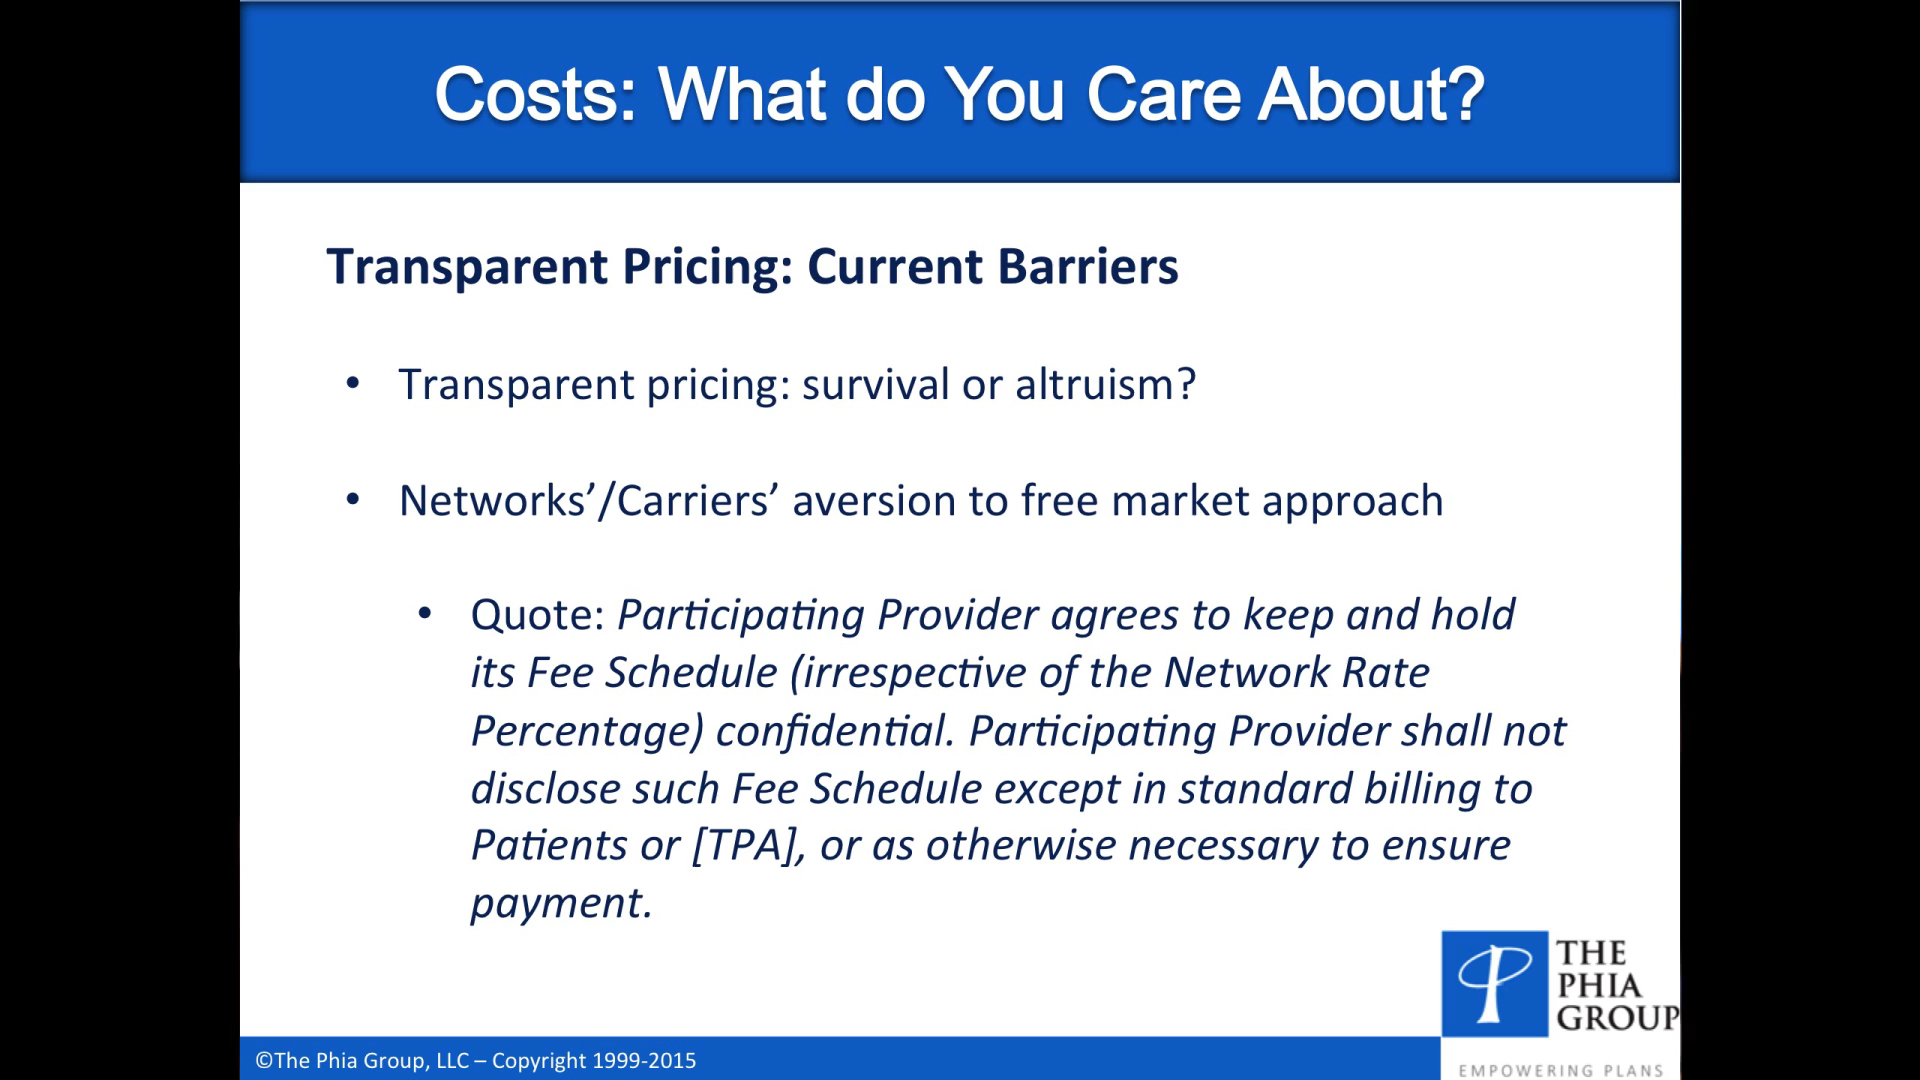 Costs: What do You Care About?
Transparent Pricing: Current Barriers
• Transparent pricing: survival or altruism?
• Networks’/Carriers’ aversion to free market approach
• Quote: Participating Provider agrees to keep and hold
its Fee Schedule (irrespective of the Network Rate
Percentage) confidential. Participating Provider shall not
disclose such Fee Schedule except in standard billing to
Patients or [TPA], or as otherwise necessary to ensure
payment.
THE
PHIA
GROUP
EMPOWERING PLANS
©The Phia Group, LLC – Copyright 1999-2015